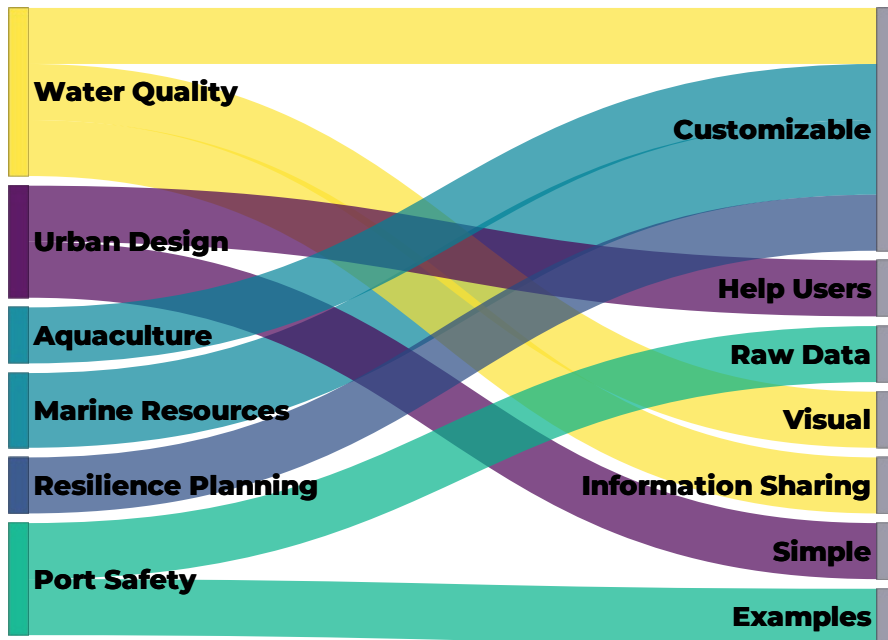 Water Quality
Urban Design
Aquaculture
Marine Resources
Resilience Planning
Port Safety
Customizable
Help Users
Raw Data
Visual
Information Sharing
Simple
Examples